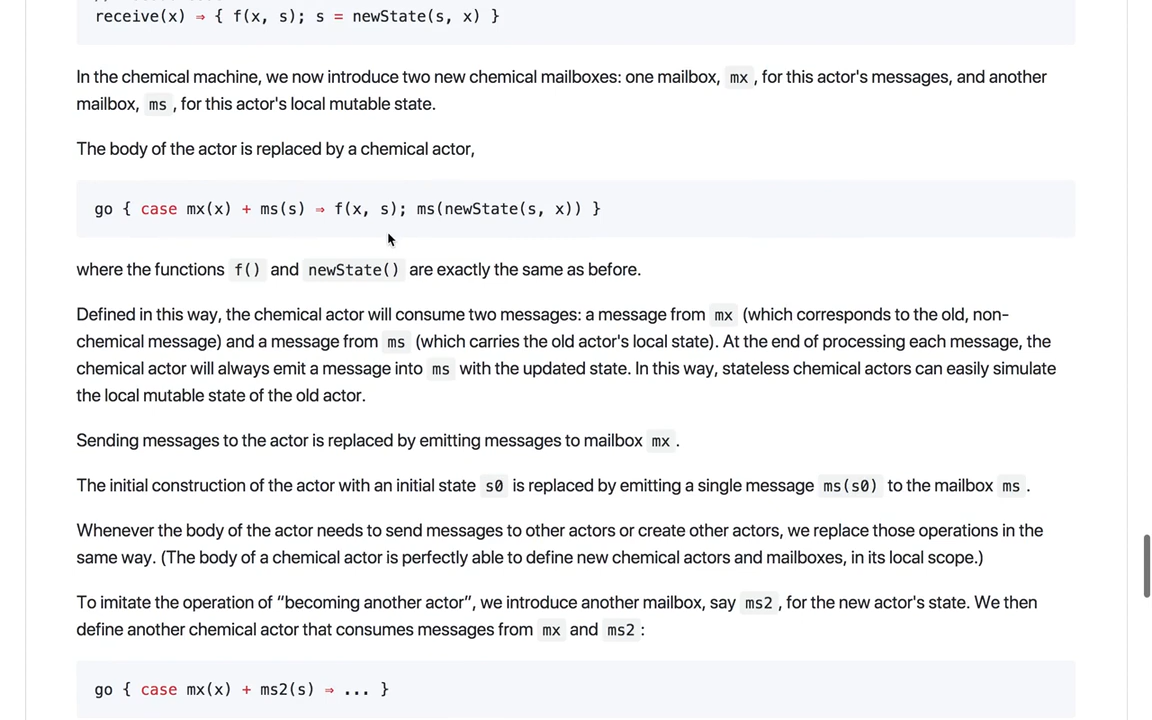 receive(x) ⇒ { f(x, s); s = newState(s, x) }
In the chemical machine, we now introduce two new chemical mailboxes: one mailbox, mx , for this actor's messages, and another
mailbox, ms , for this actor's local mutable state.
The body of the actor is replaced by a chemical actor,
go { case mx(x) + ms(s) ⇒ f(x, s); ms(newState(s, x)) }
where the functions f() and newState() are exactly the same as before.
Defined in this way, the chemical actor will consume two messages: a message from mx (which corresponds to the old, non-
chemical message) and a message from ms (which carries the old actor's local state). At the end of processing each message, the
chemical actor will always emit a message into ms with the updated state. In this way, stateless chemical actors can easily simulate
the local mutable state of the old actor.
Sending messages to the actor is replaced by emitting messages to mailbox mx .
The initial construction of the actor with an initial state s0 is replaced by emitting a single message ms(s0) to the mailbox ms .
Whenever the body of the actor needs to send messages to other actors or create other actors, we replace those operations in the
same way. (The body of a chemical actor is perfectly able to define new chemical actors and mailboxes, in its local scope.)
To imitate the operation of “becoming another actor”, we introduce another mailbox, say ms2 , for the new actor's state. We then
define another chemical actor that consumes messages from mx and ms2 :
go { case mx(x) + ms2(s) ⇒ ... }